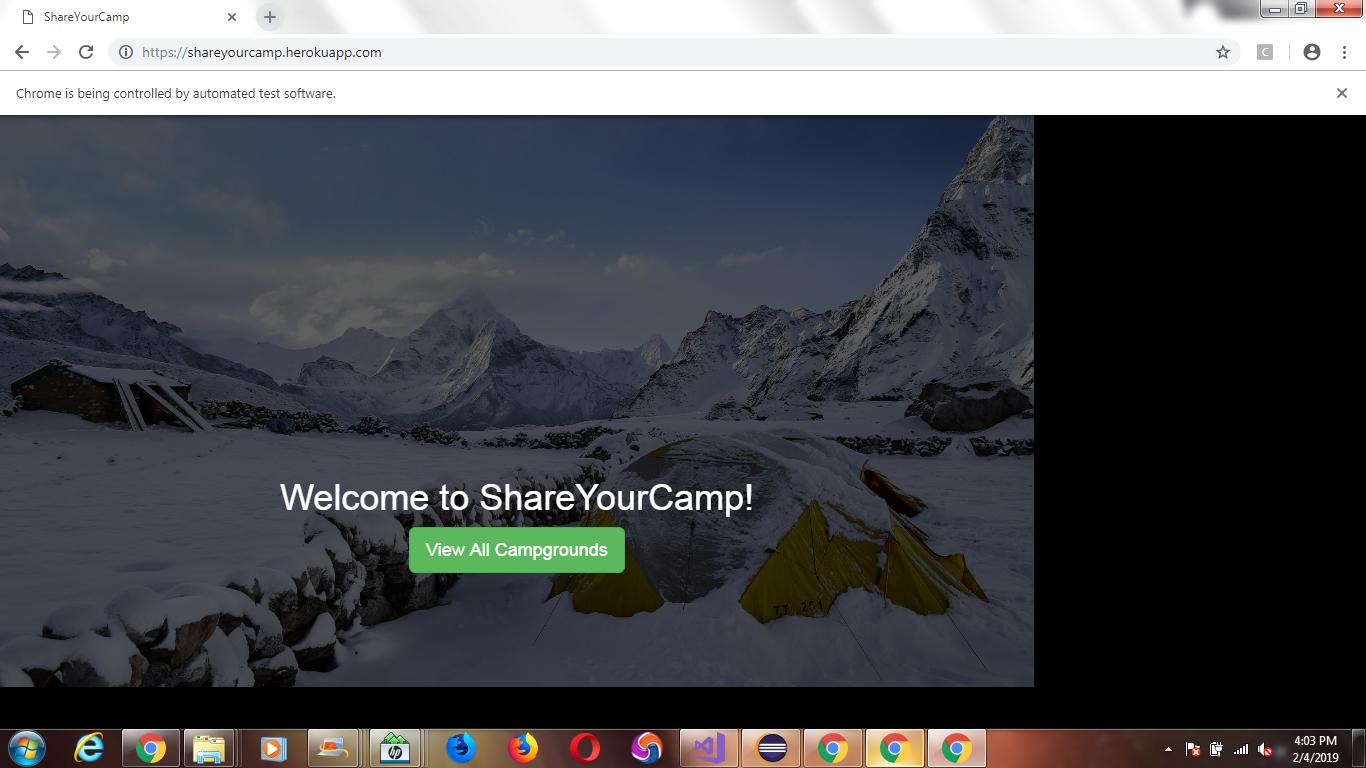 ShareYourCamp
https://shareyourcamp.herokuapp.com
C
Chrome is being controlled by automated test software.
Welcome to ShareYourCamp!
View All Campgrounds
hp
4:03 PM
2/4/2019